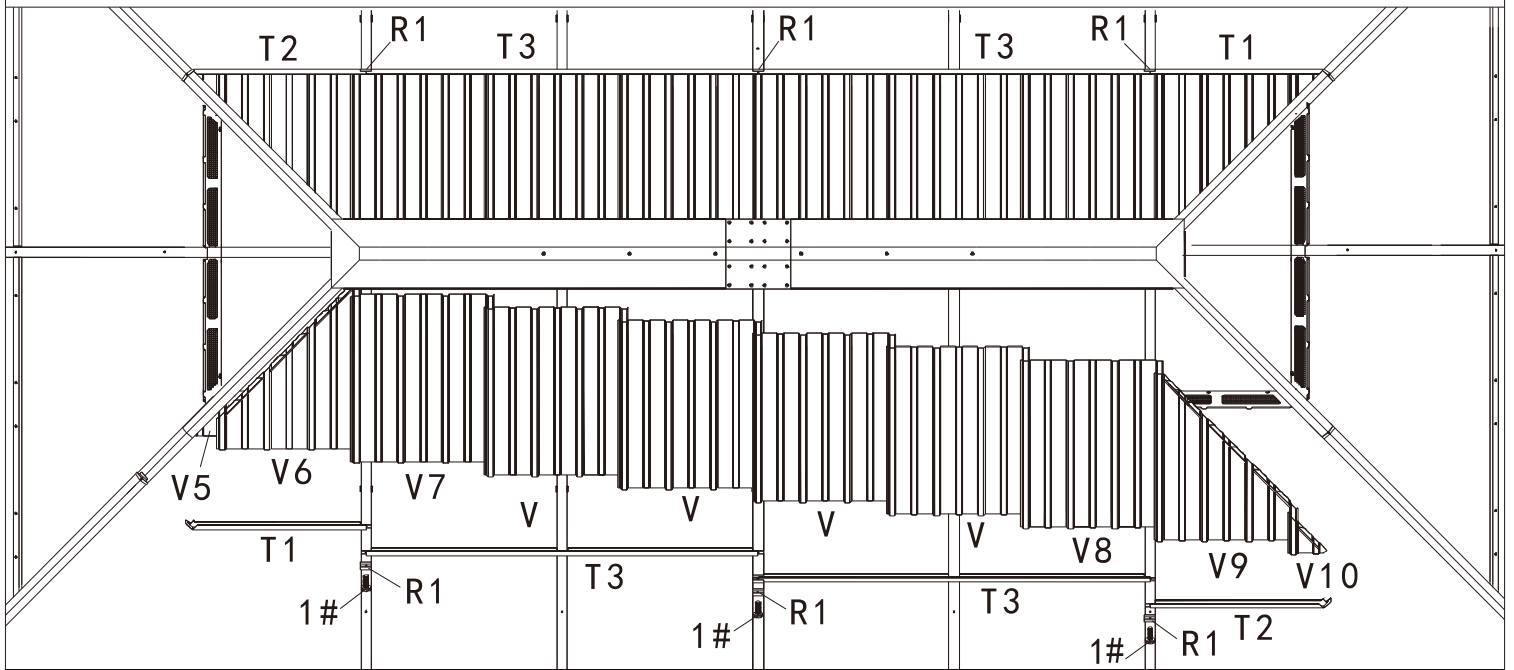 T2 R1 T3 R1 T3 R1 T1
V5 V6 V7 V V V V V8 V9 V10
T1 T3 T3 T2
R1 R1 R1
1# 1# 1#